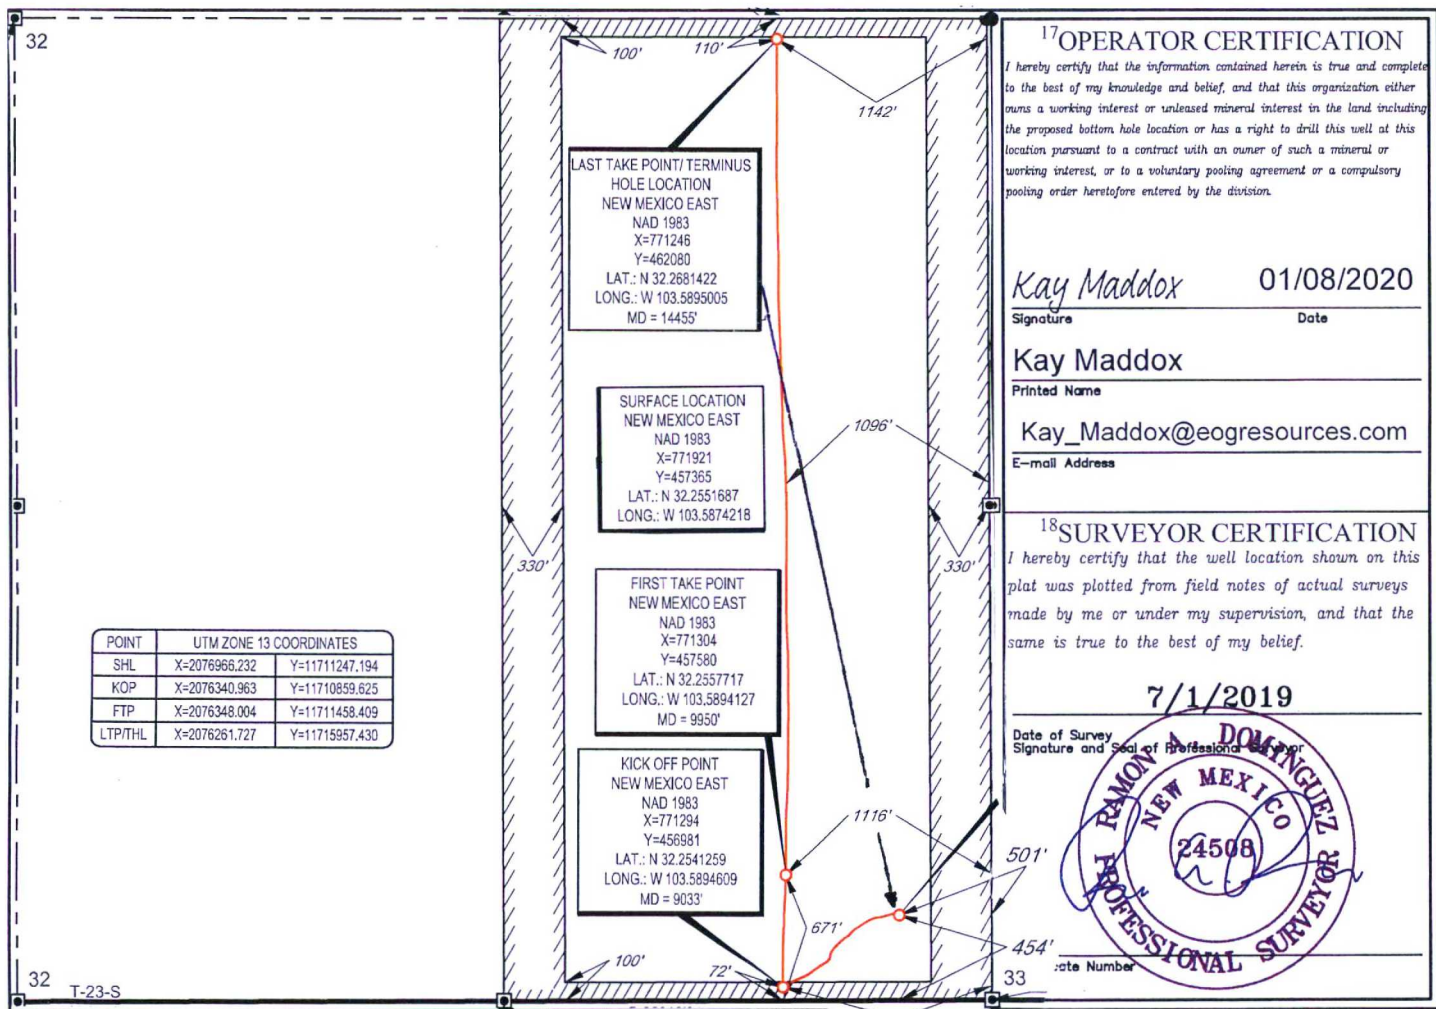 32
100'
110'
1142'
LAST TAKE POINT/ TERMINUS
HOLE LOCATION
NEW MEXICO EAST
NAD 1983
X=771246
Y=462080
LAT.: N 32.2681422
LONG.: W 103.5895005
MD = 14455'
SURFACE LOCATION
NEW MEXICO EAST
NAD 1983
X=771921
Y=457365
LAT.: N 32.2551687
LONG.: W 103.5874218
1096'
330'
330'
FIRST TAKE POINT
NEW MEXICO EAST
NAD 1983
X=771304
Y=457580
LAT.: N 32.2557717
LONG.: W 103.5894127
MD = 9950'
POINT UTM ZONE 13 COORDINATES
SHL X=2076966.232 Y=11711247.194
KOP X=2076340.963 Y=11710859.625
FTP X=2076348.004 Y=11711458.409
LTP/THL X=2076261.727 Y=11715957.430
KICK OFF POINT
NEW MEXICO EAST
NAD 1983
X=771294
Y=456981
LAT.: N 32.2541259
LONG.: W 103.5894609
MD = 9033'
1116'
501'
671'
454'
100'
72'
32
T-23-S
33
17 OPERATOR CERTIFICATION
I hereby certify that the information contained herein is true and complete
to the best of my knowledge and belief, and that this organization either
owns a working interest or unleased mineral interest in the land including
the proposed bottom hole location or has a right to drill this well at this
location pursuant to a contract with an owner of such a mineral or
working interest, or to a voluntary pooling agreement or a compulsory
pooling order heretofore entered by the division.
Kay Maddox 01/08/2020
Signature Date
Kay Maddox
Printed Name
Kay_Maddox@eogresources.com
E-mail Address
18 SURVEYOR CERTIFICATION
I hereby certify that the well location shown on this
plat was plotted from field notes of actual surveys
made by me or under my supervision, and that the
same is true to the best of my belief.
7/1/2019
Date of Survey
Signature and Seal of Professional Surveyor
RAMON A. DOMINGUEZ
NEW MEXICO
24508
PROFESSIONAL SURVEYOR
Number